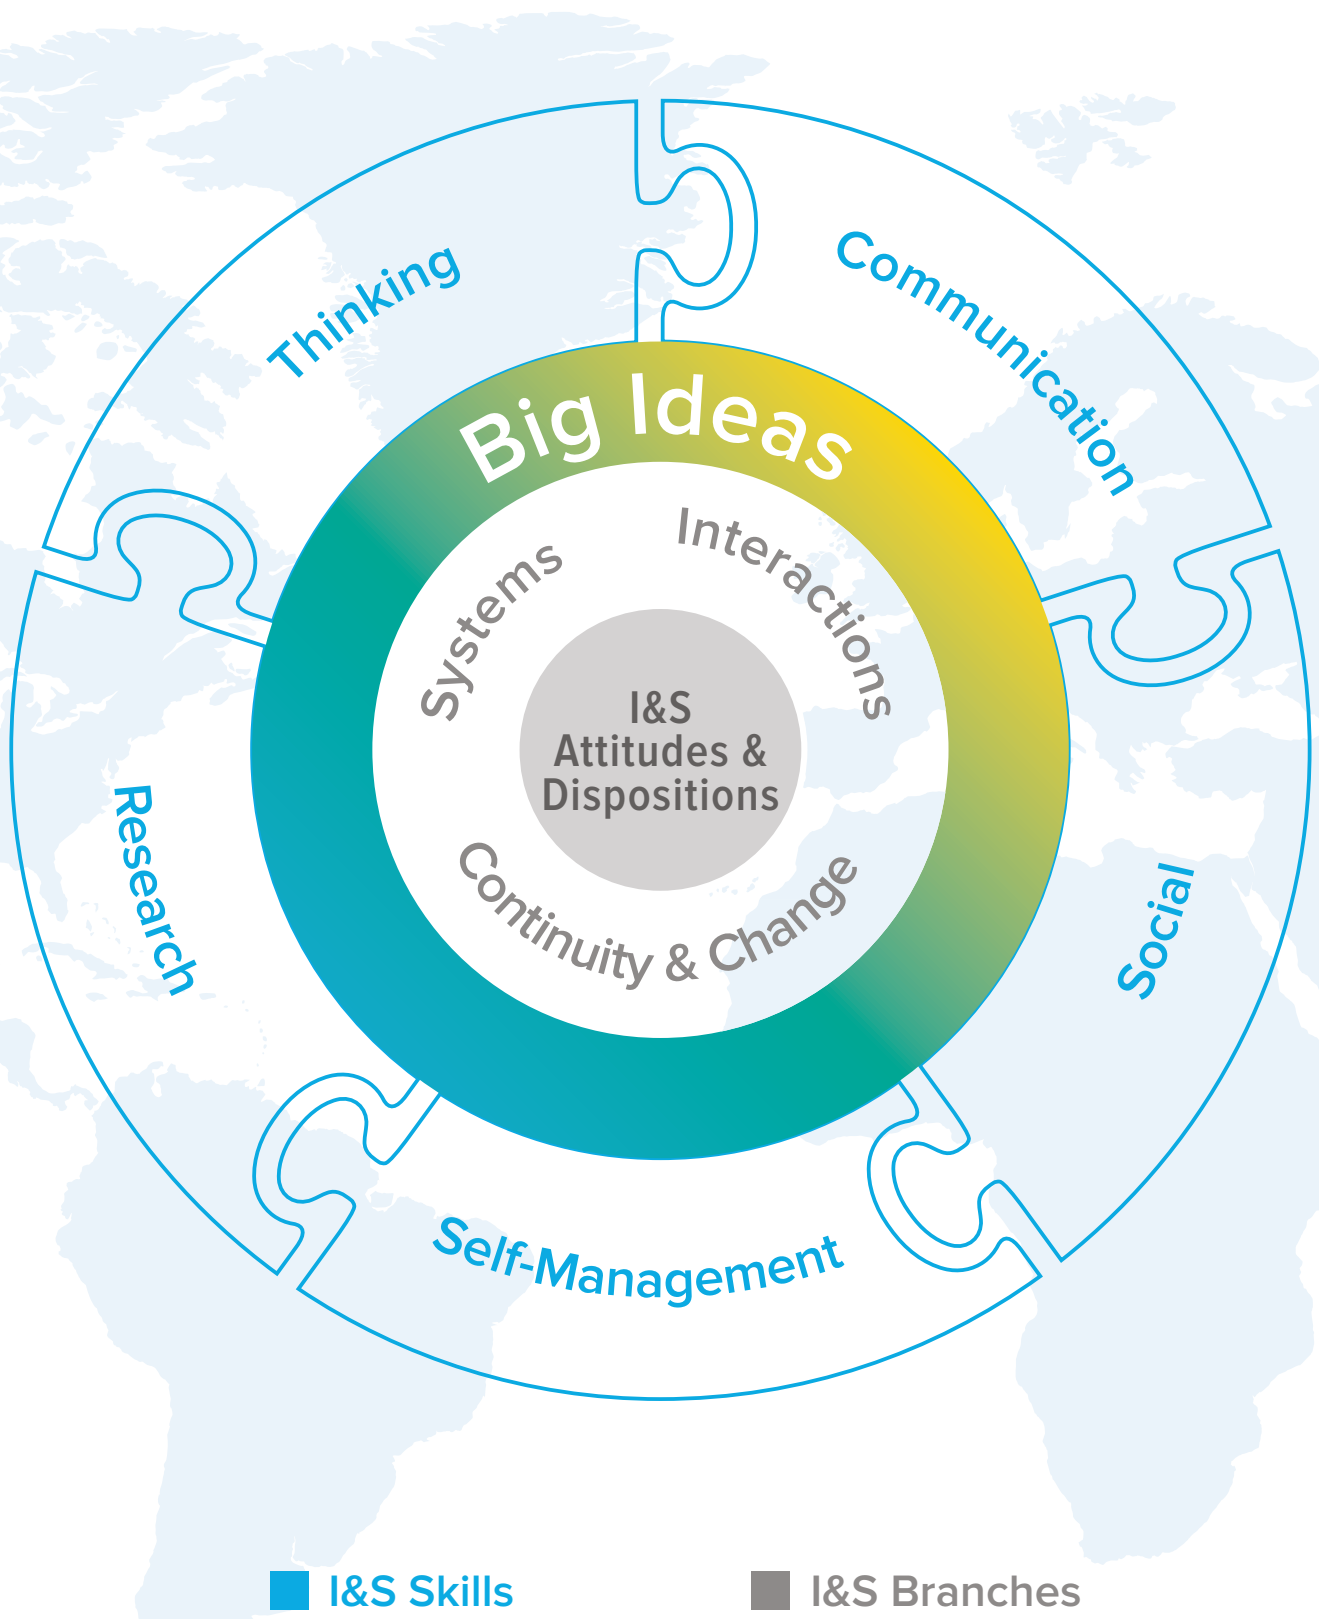 Thinking
Communication
Big Ideas
Systems
Interactions
I&S
Attitudes &
Dispositions
Research
Continuity & Change
Social
Self-Management
I&S Skills
I&S Branches